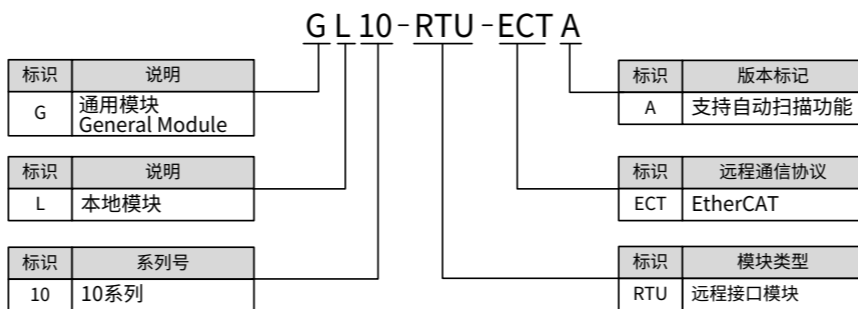 GL10-RTU-ECTA
标识 说明
G 通用模块
General Module
标识 说明
L 本地模块
标识 系列号
10 10系列
标识 版本标记
A 支持自动扫描功能
标识 远程通信协议
ECT EtherCAT
标识 模块类型
RTU 远程接口模块